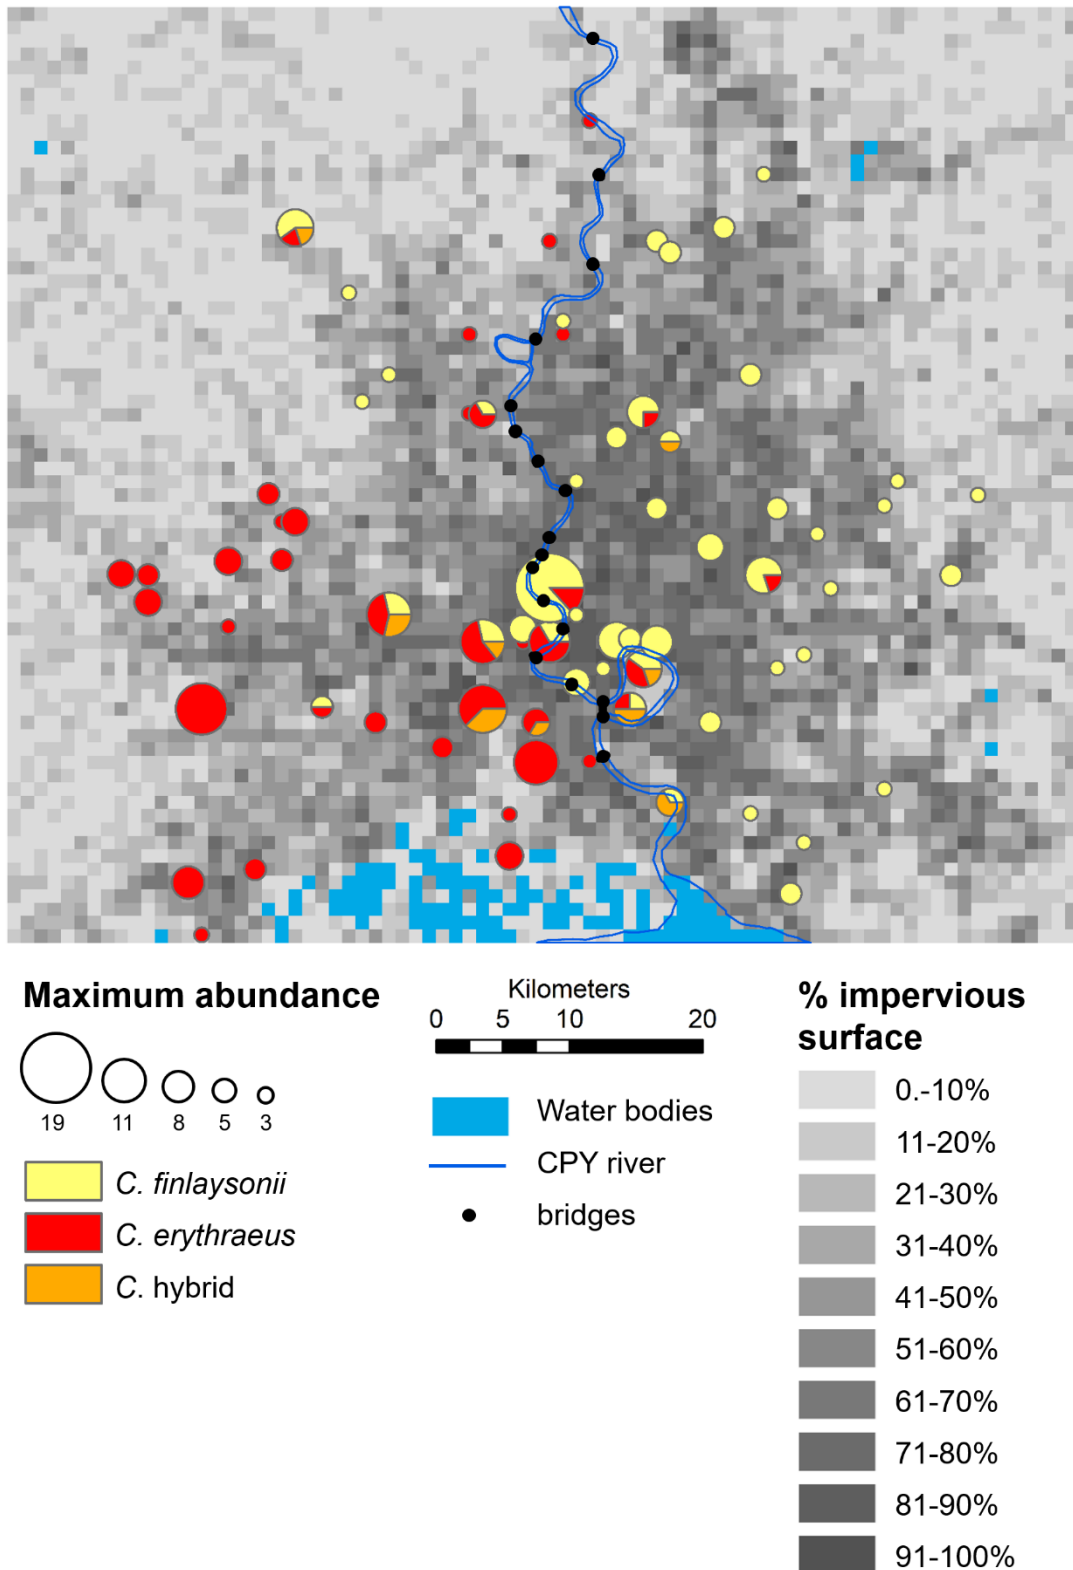 Maximum abundance
19 11 8 5 3
C. finlaysonii
C. erythraeus
C. hybrid
Kilometers
0 5 10 20
Water bodies
CPY river
bridges
% impervious
surface
0.-10%
11-20%
21-30%
31-40%
41-50%
51-60%
61-70%
71-80%
81-90%
91-100%